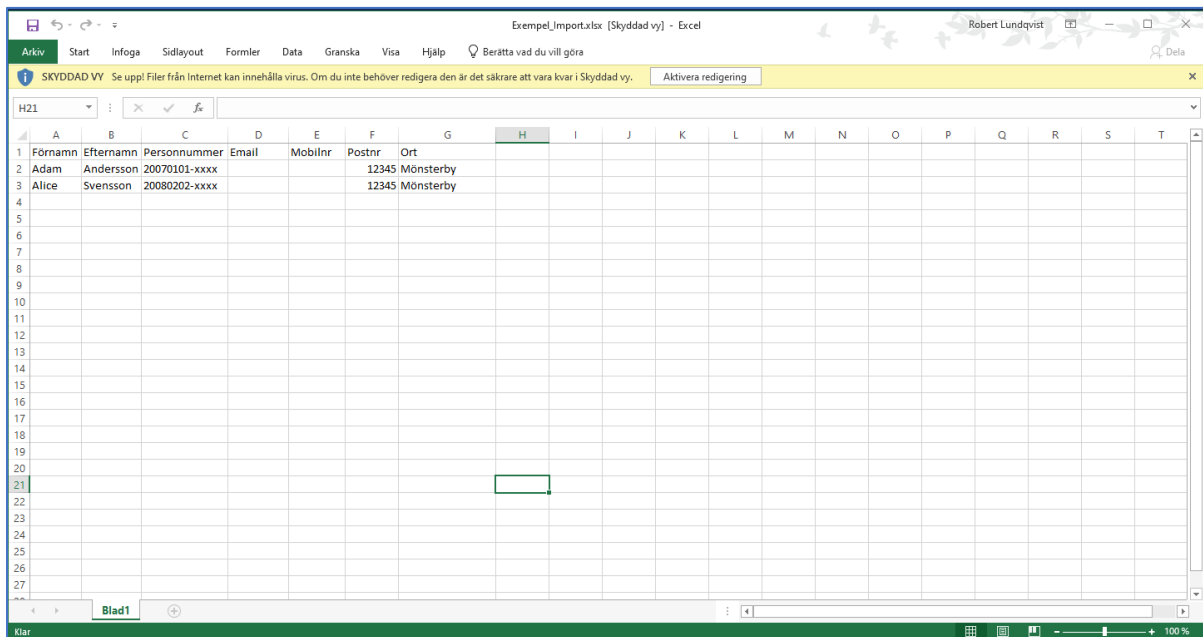 Exempel_Import.xlsx [Skyddad vy] - Excel Robert Lundqvist
Arkiv Start Infoga Sidlayout Formler Data Granska Visa Hjälp Berätta vad du vill göra Dela
SKYDDAD VY Se upp! Filer från Internet kan innehålla virus. Om du inte behöver redigera den är det säkrare att vara kvar i Skyddad vy. Aktivera redigering
H21 fx
A B C D E F G H I J K L M N O P Q R S T
1 Förnamn Efternamn Personnummer Email Mobilnr Postnr Ort
2 Adam Andersson 20070101-xxxx 12345 Mönsterby
3 Alice Svensson 20080202-xxxx 12345 Mönsterby
4
5
6
7
8
9
10
11
12
13
14
15
16
17
18
19
20
21
22
23
24
25
26
27
Blad1
Klar 100 %